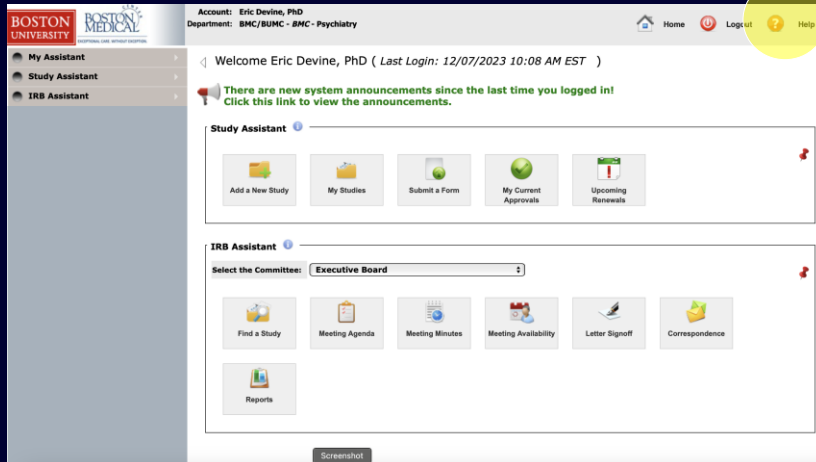 BOSTON
UNIVERSITY
BOSTON
MEDICAL
EXCEPTIONAL CARE. WITHOUT EXCEPTION.
Account: Eric Devine, PhD
Department: BMC/BUMC - BMC - Psychiatry
Home
Logout
Help
My Assistant
Study Assistant
IRB Assistant
Welcome Eric Devine, PhD ( Last Login: 12/07/2023 10:08 AM EST )
There are new system announcements since the last time you logged in!
Click this link to view the announcements.
Study Assistant
Add a New Study
My Studies
Submit a Form
My Current
Approvals
Upcoming
Renewals
IRB Assistant
Select the Committee: Executive Board
Find a Study
Meeting Agenda
Meeting Minutes
Meeting Availability
Letter Signoff
Correspondence
Reports
Screenshot